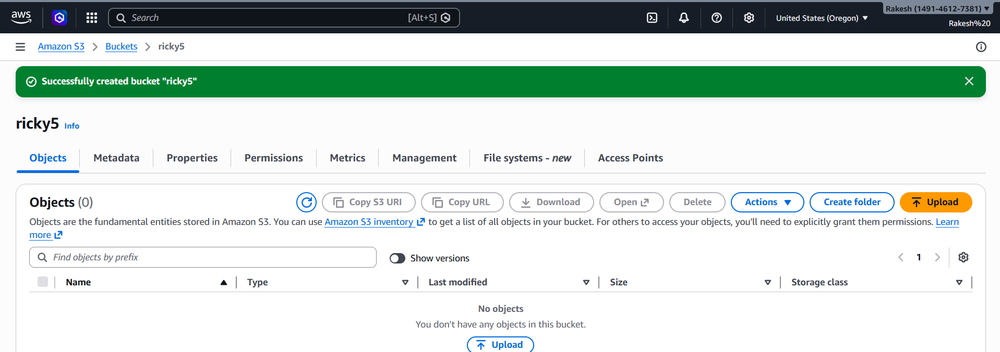 aws
Search [Alt+S]
United States (Oregon)
Rakesh (1491-4612-7381)
Rakesh%20
Amazon S3 > Buckets > ricky5
Successfully created bucket "ricky5"
ricky5 Info
Objects Metadata Properties Permissions Metrics Management File systems - new Access Points
Objects (0) Copy S3 URI Copy URL Download Open Delete Actions Create folder Upload
Objects are the fundamental entities stored in Amazon S3. You can use Amazon S3 inventory to get a list of all objects in your bucket. For others to access your objects, you'll need to explicitly grant them permissions. Learn
more
Find objects by prefix Show versions 1
Name Type Last modified Size Storage class
No objects
You don't have any objects in this bucket.
Upload